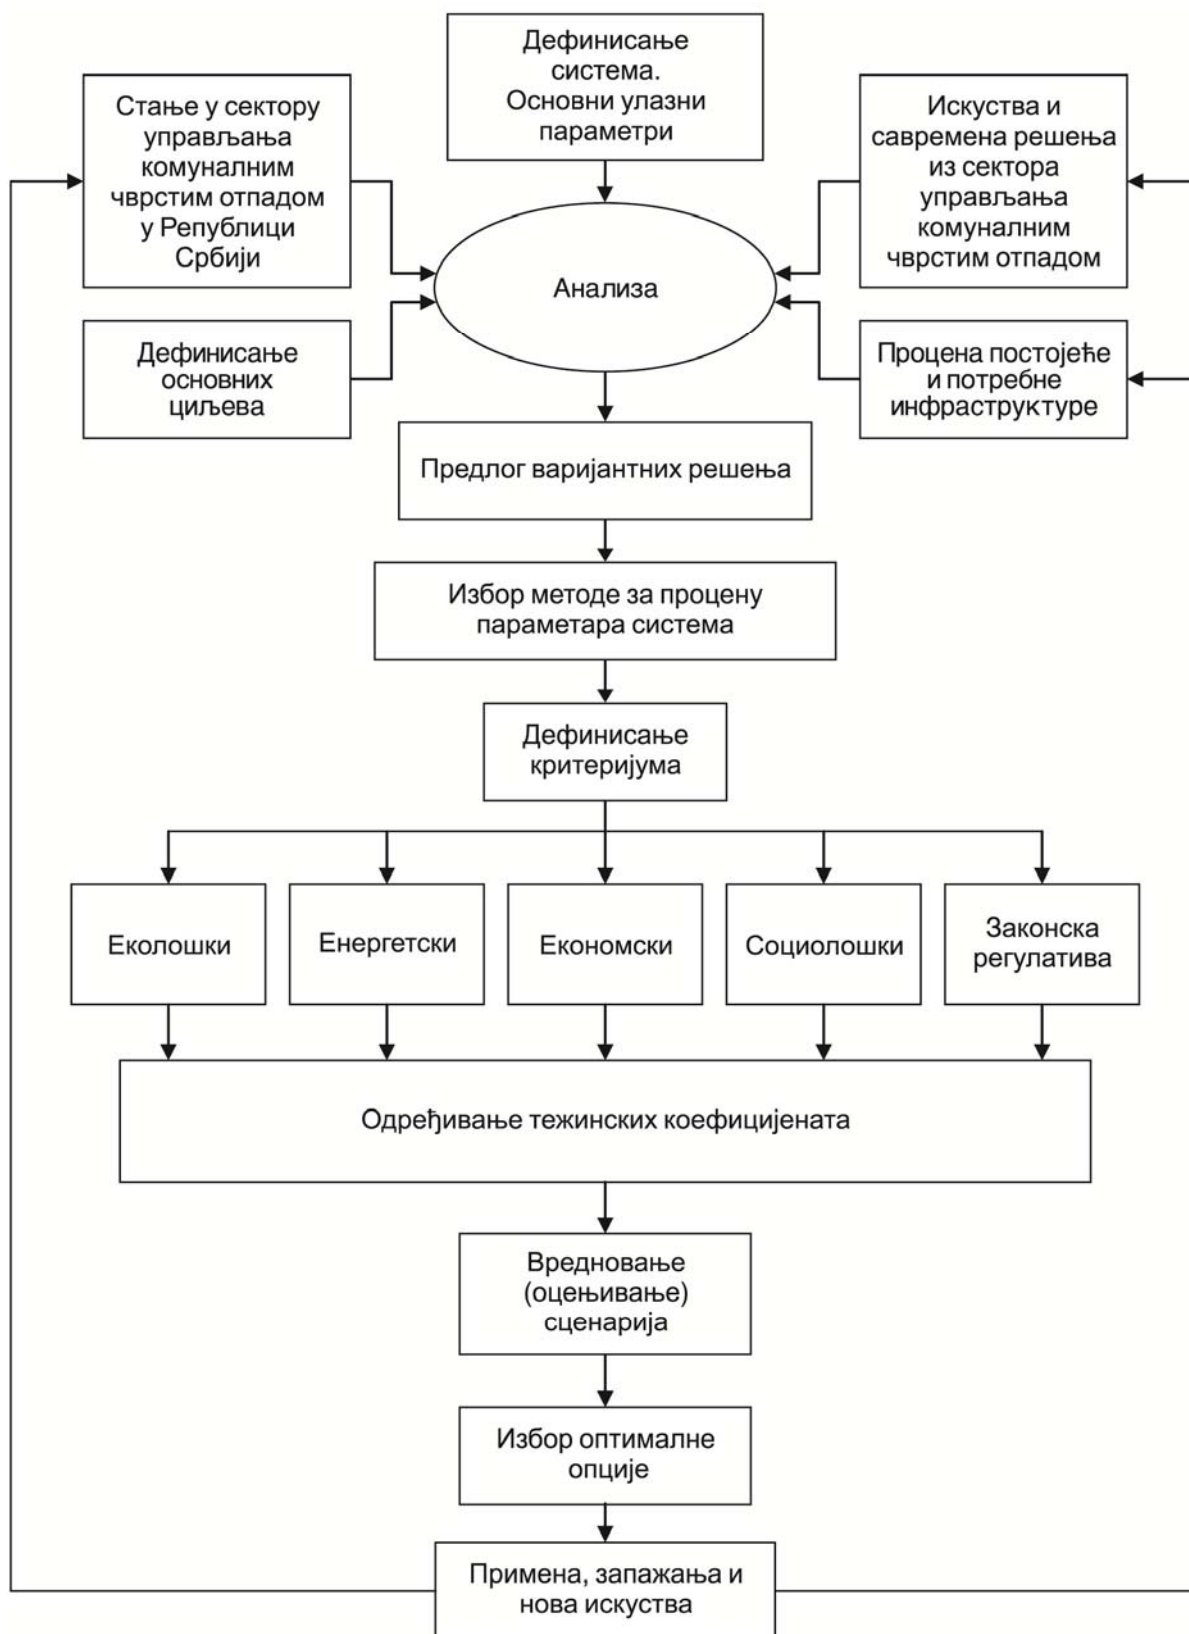 Дефинисање
система.
Основни улазни
параметри
Стање у сектору
управљања
комуналним
чврстим отпадом
у Републици
Србији
Искуства и
савремена решења
из сектора
управљања
комуналним
чврстим отпадом
Анализа
Дефинисање
основних
циљева
Процена постојеће
и потребне
инфраструктуре
Предлог варијантних решења
Избор методе за процену
параметара система
Дефинисање
критеријума
Еколошки
Енергетски
Економски
Социолошки
Законска
регулатива
Одређивање тежинских коефицијената
Вредновање
(оцењивање)
сценарија
Избор оптималне
опције
Примена, запажања и
нова искуства